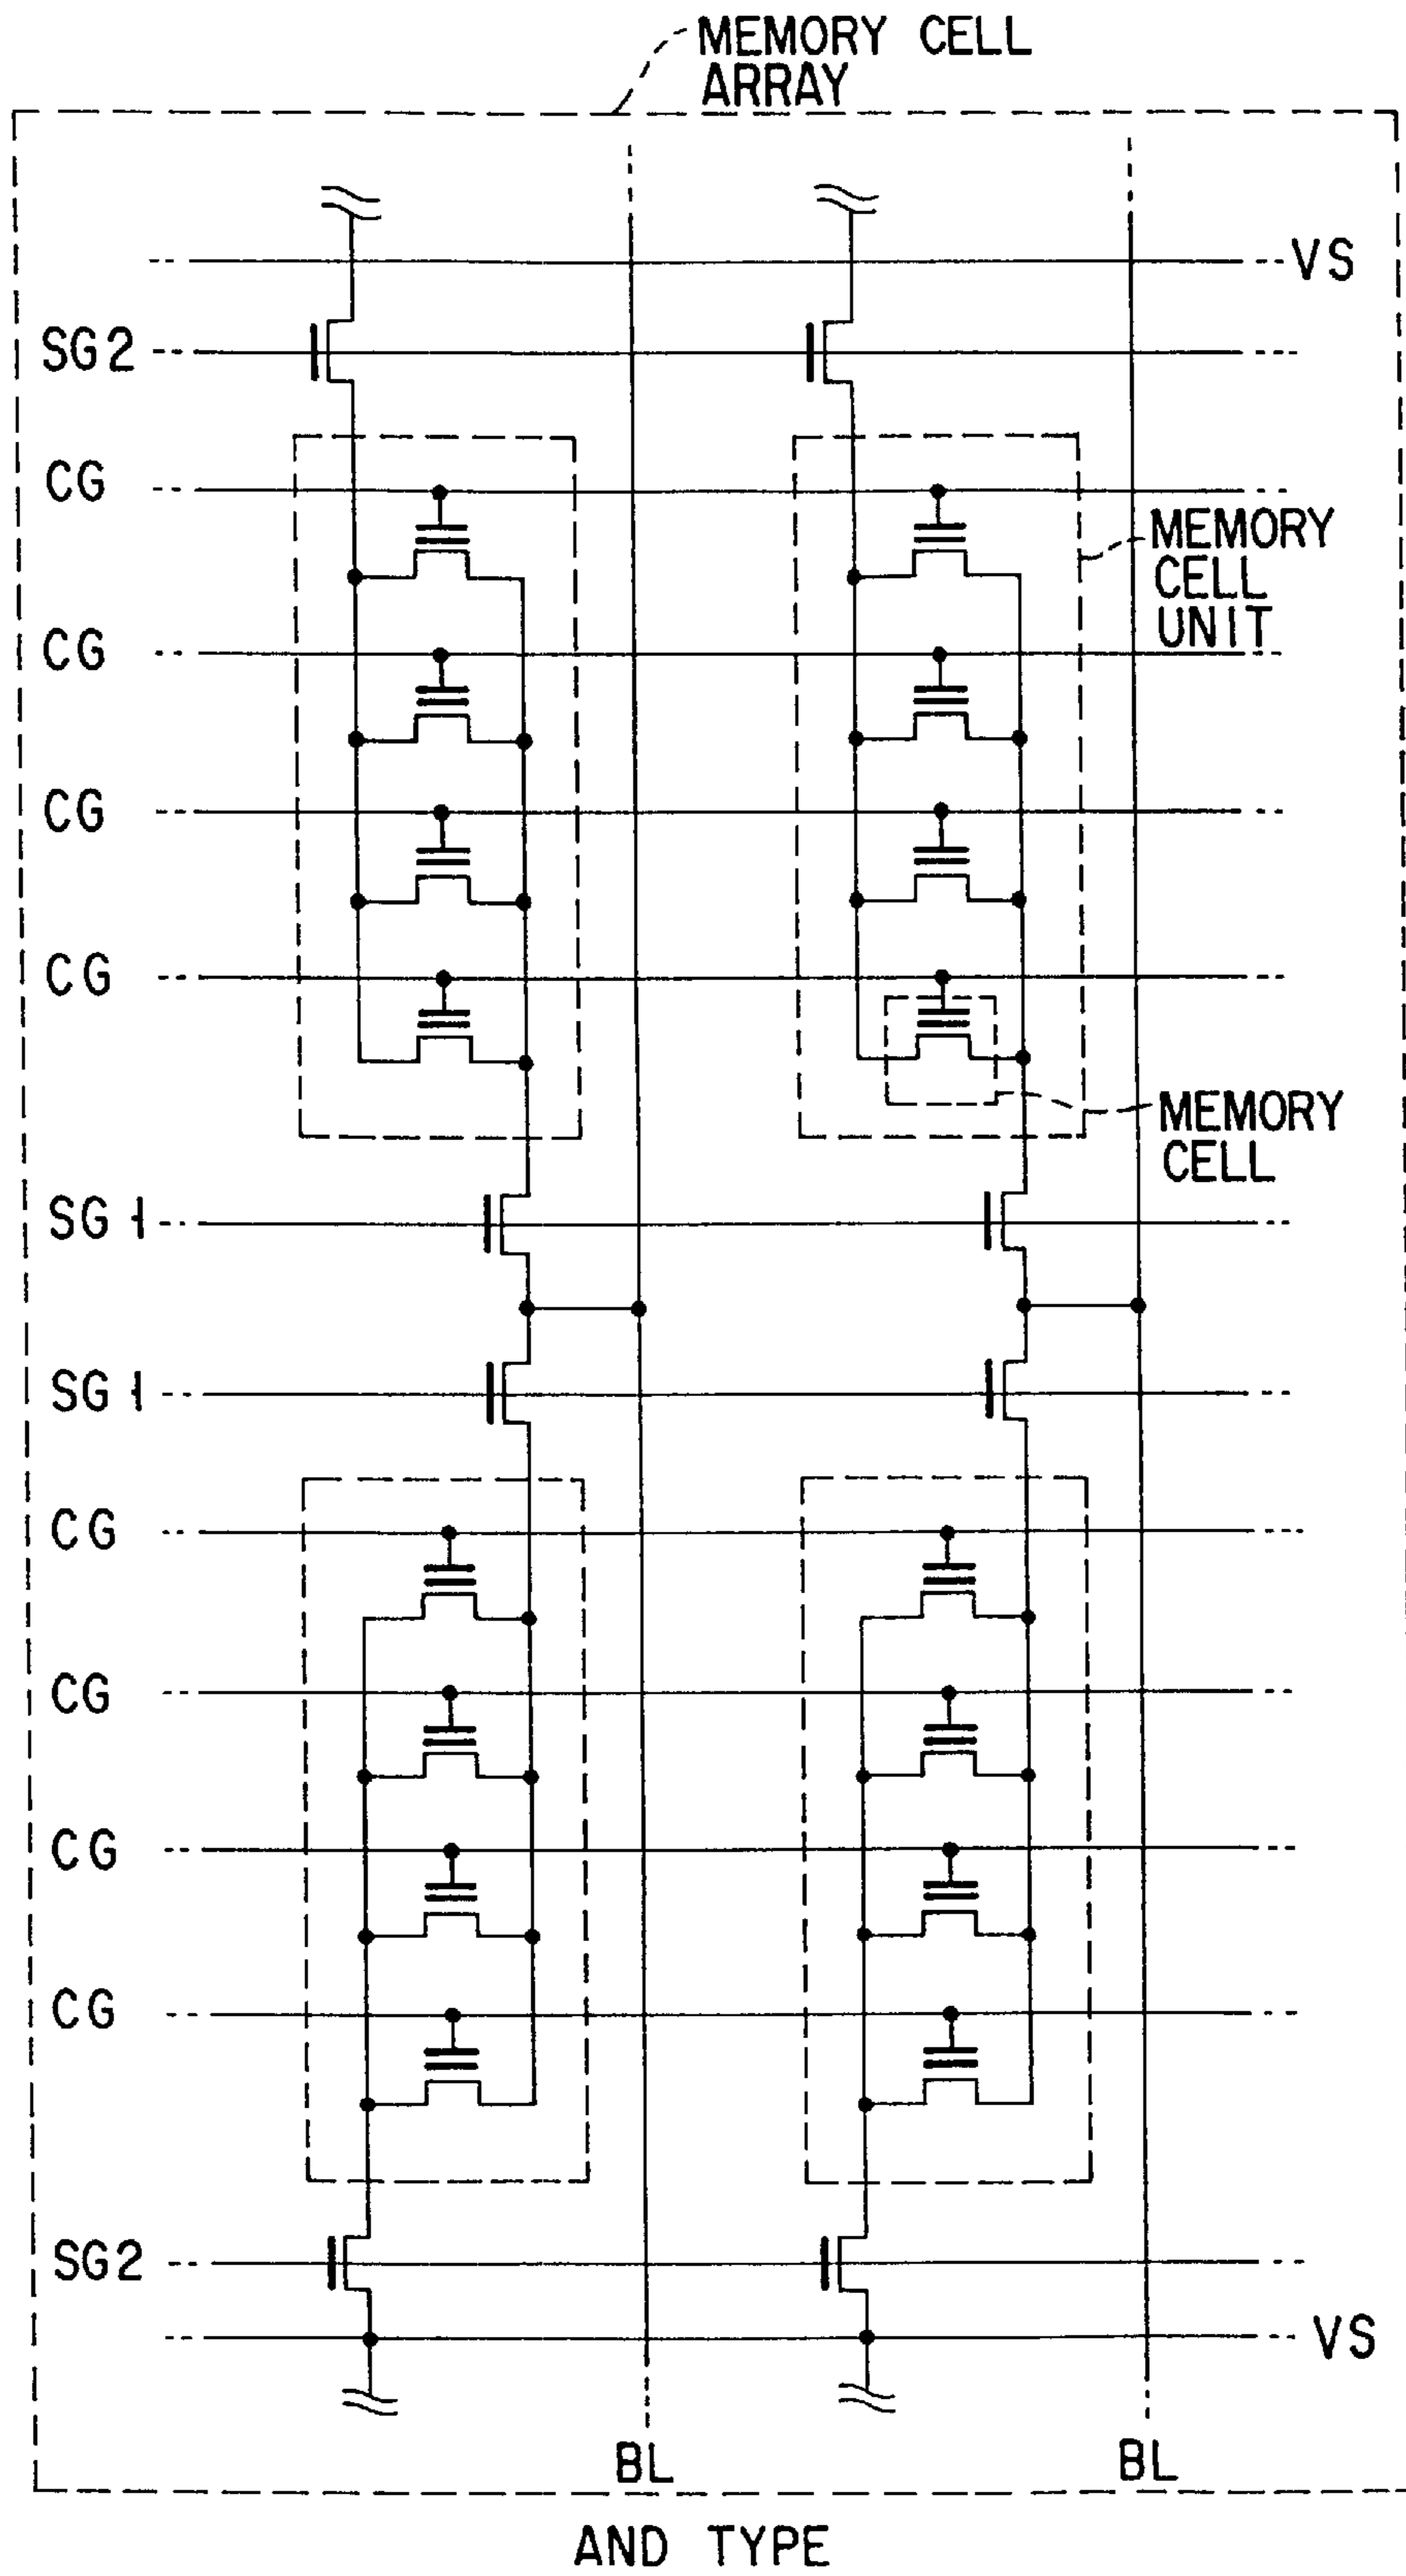 MEMORY CELL
ARRAY
VS
SG2
CG
MEMORY
CELL
UNIT
CG
CG
CG
MEMORY
CELL
SG1
SG1
CG
CG
CG
CG
SG2
VS
BL
BL
AND TYPE